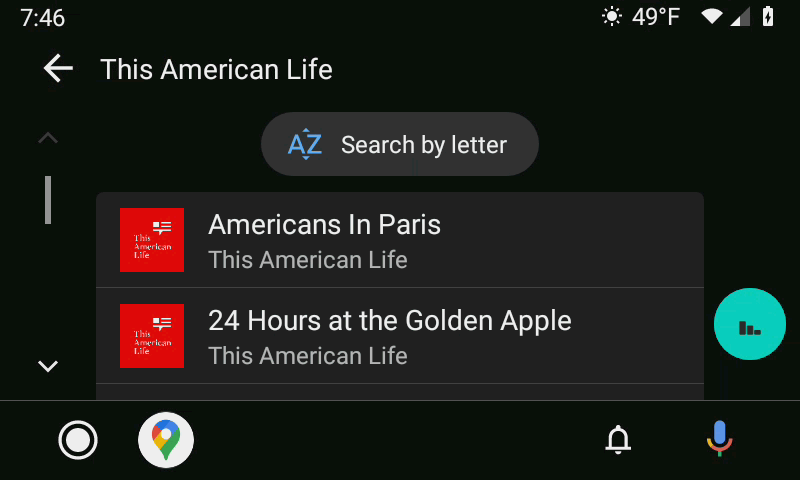 7:46
49°F
This American Life
AZ
Search by letter
This
American
Life
Americans In Paris
This American Life
This
American
Life
24 Hours at the Golden Apple
This American Life